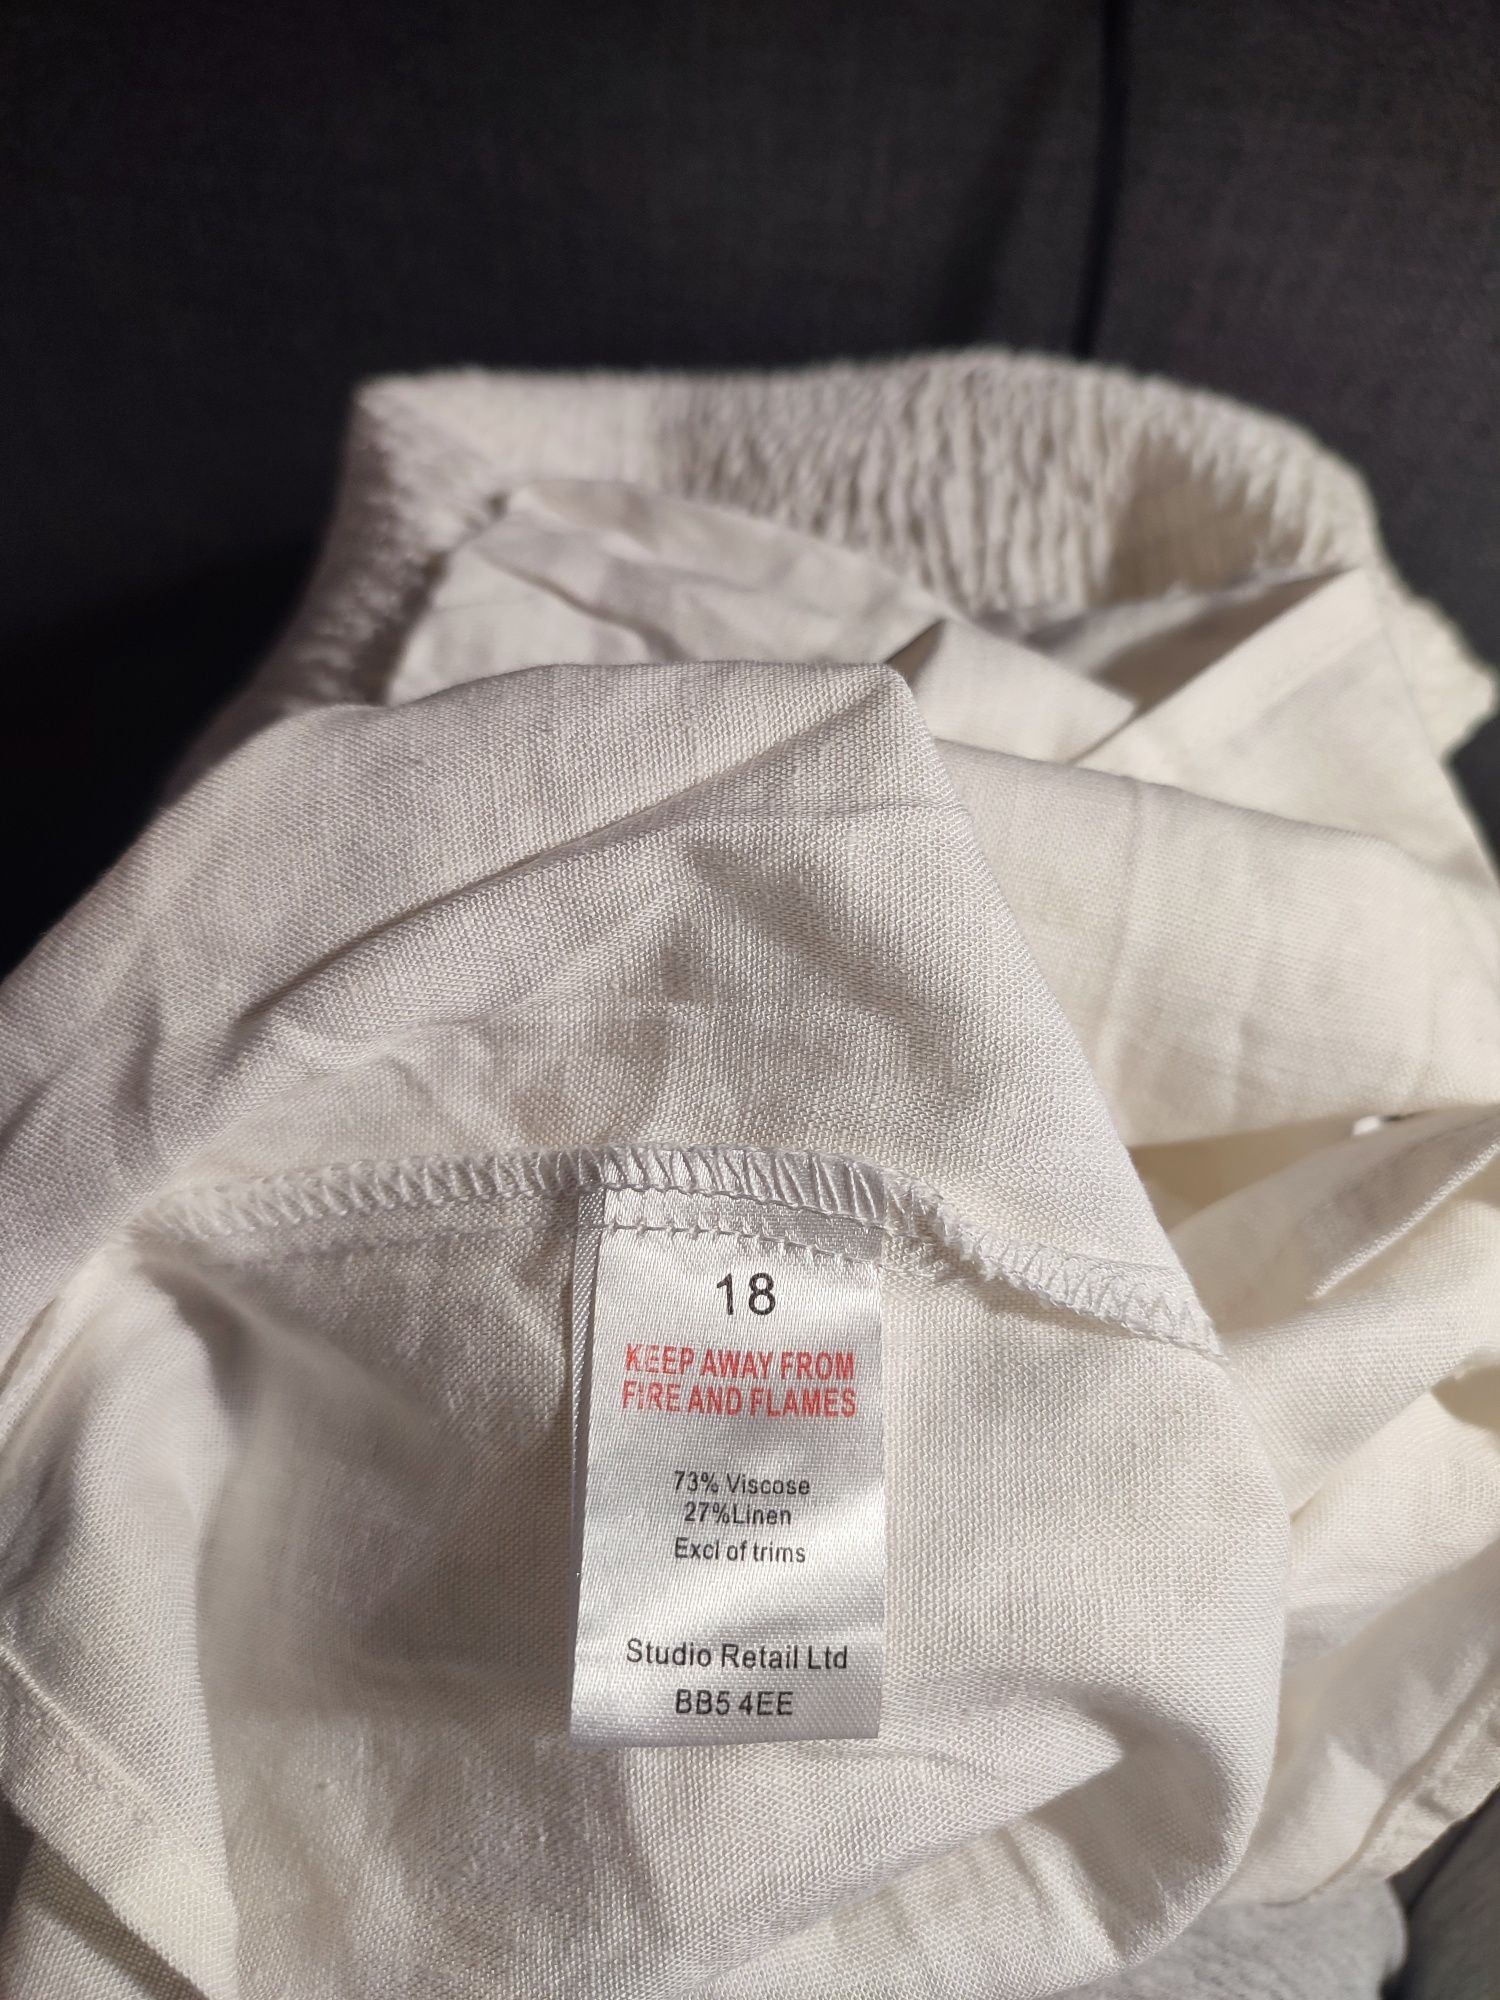 18
KEEP AWAY FROM
FIRE AND FLAMES
73% Viscose
27%Linen
Excl of trims
Studio Retail Ltd
BB5 4EE